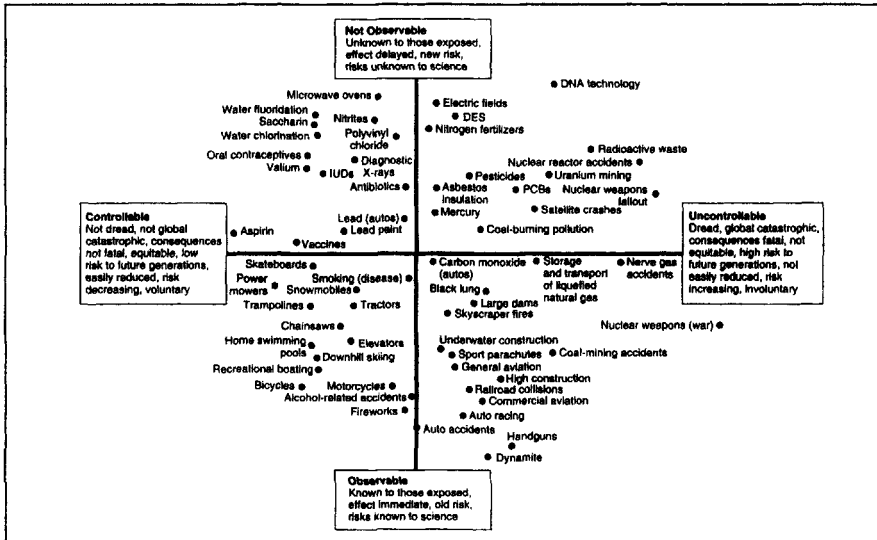 Not Observable
Unknown to those exposed,
effect delayed, new risk,
risks unknown to science
DNA technology
Microwave ovens
Electric fields
Water fluoridation
Saccharin
Nitrites
DES
Water chlorination
Polyvinyl
chloride
Nitrogen fertilizers
Oral contraceptives
Valium
Diagnostic
X-rays
IUDs
Antibiotics
Radioactive waste
Nuclear reactor accidents
Pesticides
Uranium mining
Asbestos
insulation
PCBs
Nuclear weapons
fallout
Mercury
Satellite crashes
Coal-burning pollution
Lead (autos)
Lead paint
Aspirin
Vaccines
Controllable
Not dread, not global
catastrophic, consequences
not fatal, equitable, low
risk to future generations,
easily reduced, risk
decreasing, voluntary
Uncontrollable
Dread, global catastrophic,
consequences fatal, not
equitable, high risk to
future generations, not
easily reduced, risk
increasing, involuntary
Skateboards
Smoking (disease)
Power
mowers
Snowmobiles
Trampolines
Tractors
Carbon monoxide
(autos)
Storage
and transport
of liquefied
natural gas
Nerve gas
accidents
Black lung
Large dams
Skyscraper fires
Nuclear weapons (war)
Chainsaws
Home swimming
pools
Elevators
Downhill skiing
Recreational boating
Bicycles
Motorcycles
Alcohol-related accidents
Fireworks
Underwater construction
Sport parachutes
Coal-mining accidents
General aviation
High construction
Railroad collisions
Commercial aviation
Auto racing
Auto accidents
Handguns
Dynamite
Observable
Known to those exposed,
effect immediate, old risk,
risks known to science